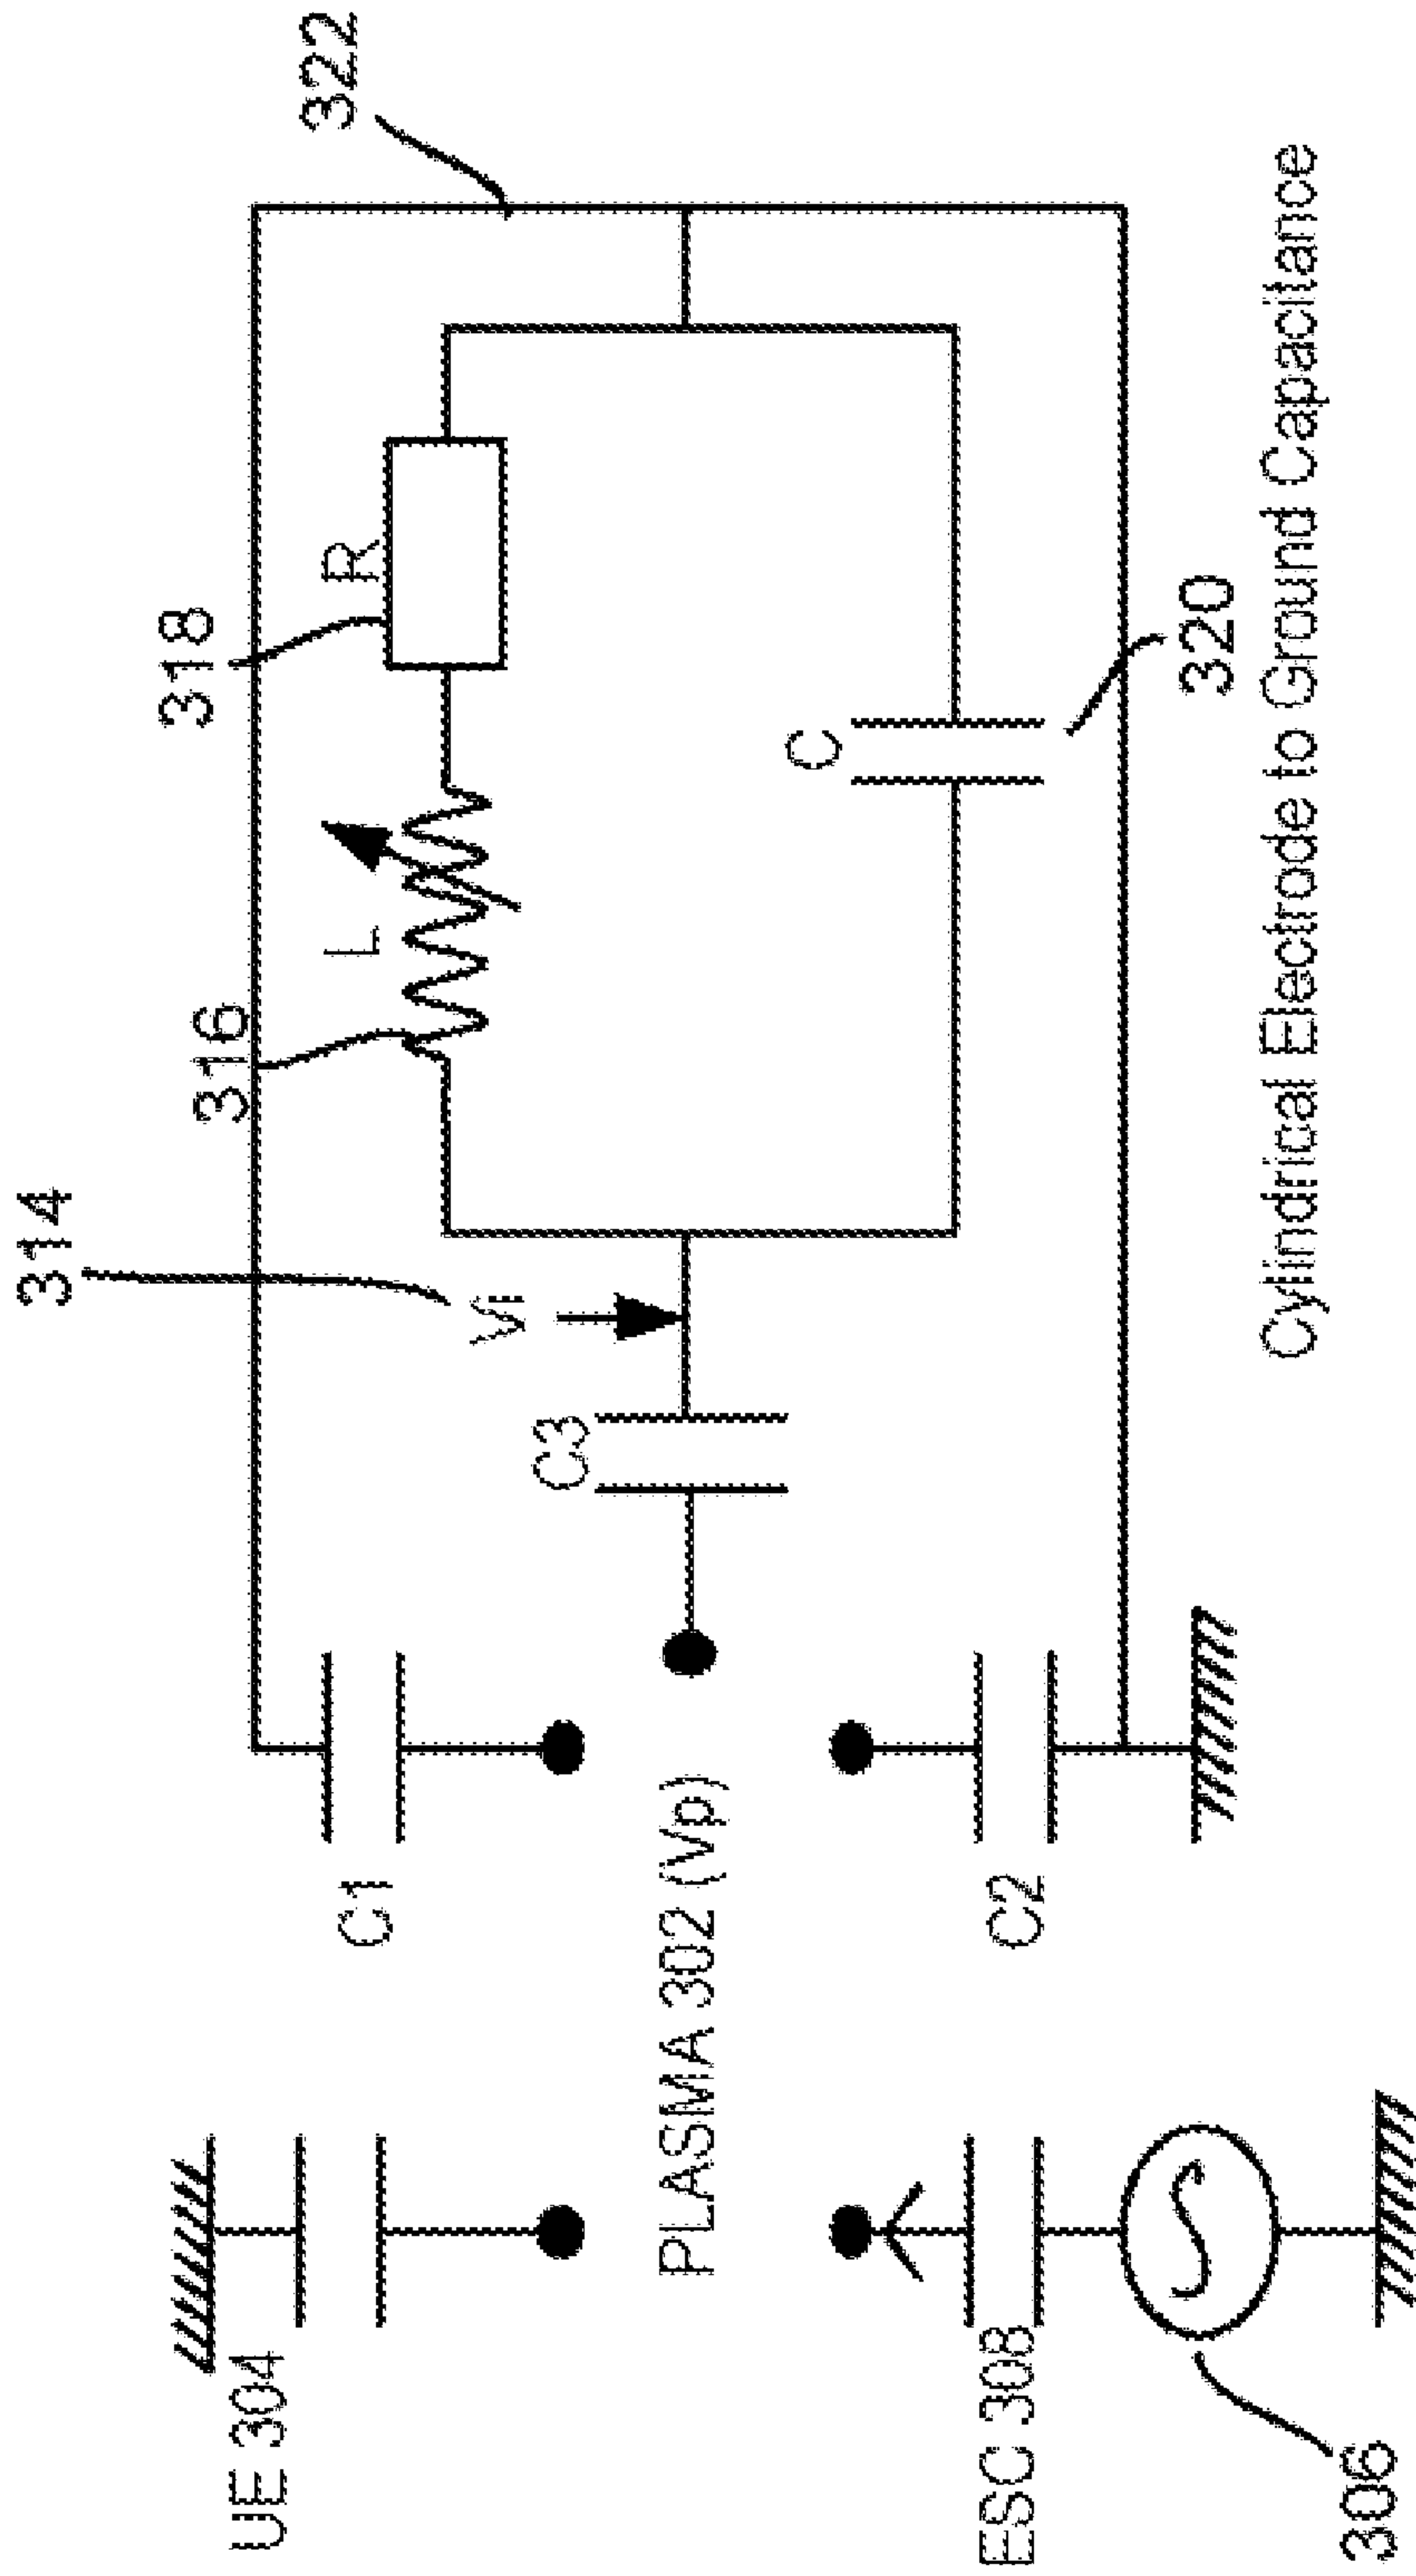 314
316
318
322
L
R
Vi
C1
C3
C
UE 304
PLASMA 302 (Vp)
C2
ESC 308
320
306
Cylindrical Electrode to Ground Capacitance